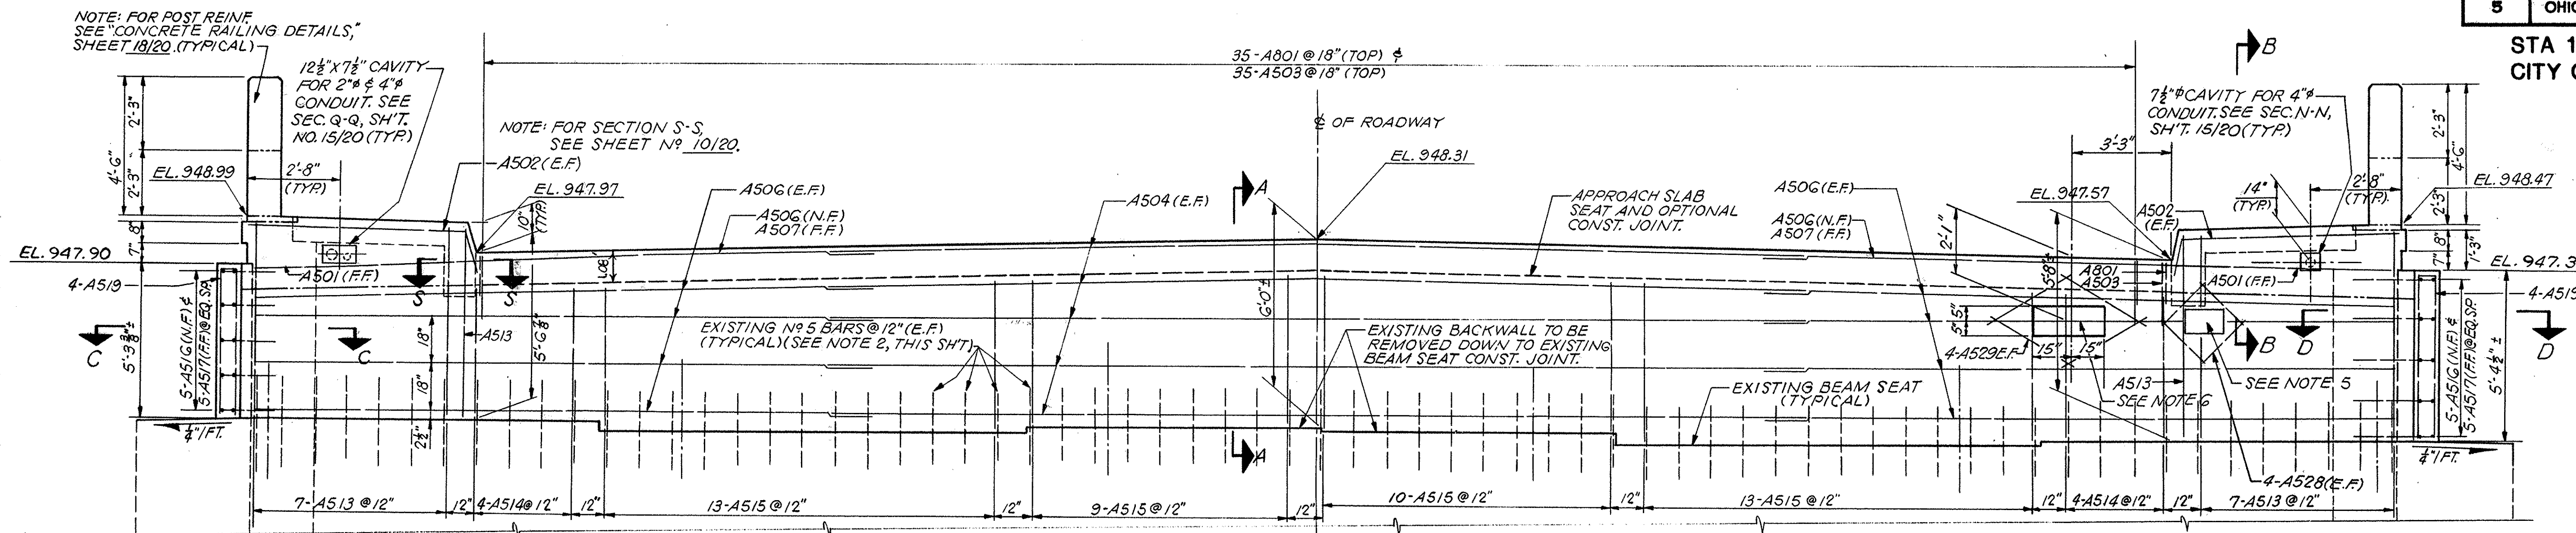 NOTE: FOR POST REINF.
SEE "CONCRETE RAILING DETAILS,"
SHEET 18/20. (TYPICAL)
12½"X7½" CAVITY
FOR 2"ϕ & 4"ϕ
CONDUIT. SEE
SEC. Q-Q, SH'T.
NO. 15/20 (TYP.)
NOTE: FOR SECTION S-S,
SEE SHEET Nº 10/20.
35-A801@18" (TOP) &
35-A503@18" (TOP)
℄ OF ROADWAY
B
5
OHIO
STA 1
CITY
7½"ϕ CAVITY FOR 4"ϕ
CONDUIT. SEE SEC. N-N,
SH'T. 15/20 (TYP.)
4'-6"
2'-3"
2'-3"
EL. 948.99
2'-8"
(TYP.)
A502 (E.F.)
EL. 947.97
10"
(TYP.)
A506 (E.F.)
A506 (N.F.)
A507 (F.F.)
A504 (E.F.)
A
EL. 948.31
APPROACH SLAB
SEAT AND OPTIONAL
CONST. JOINT.
A506 (E.F.)
A506 (N.F.)
A507 (F.F.)
3'-3"
EL. 947.57
A502
(E.F.)
14"
(TYP.)
2'-8"
(TYP.)
2'-3"
2'-3"
4'-6"
EL. 948.47
8"
7"
EL. 947.90
4-A519
A501 (F.F.)
S
S
2'-1"
A801
A503
A501 (F.F.)
8"
7"
1'-3"
EL. 947.3
4-A519
C
5'-3⅜" ±
5-A516 (N.F.) &
5-A517 (F.F.)@EQ. SP.
C
18"
18"
2½"
A513
5'-6⅞"
EXISTING Nº 5 BARS@12" (E.F.)
(TYPICAL) (SEE NOTE 2, THIS SH'T)
6'-0" ±
EXISTING BACKWALL TO BE
REMOVED DOWN TO EXISTING
BEAM SEAT CONST. JOINT.
5" 5"
4-A529 E.F.
15"
15"
B
D
D
A513
SEE NOTE 5
SEE NOTE 6
EXISTING BEAM SEAT
(TYPICAL)
5-A516 (N.F.) &
5-A517 (F.F.)@EQ. SP.
5'-4½" ±
¼"/FT.
A
¼"/FT.
4-A528 (E.F.)
7-A513@12"
12"
4-A514@12"
12"
13-A515@12"
12"
9-A515@12"
12"
10-A515@12"
12"
13-A515@12"
12"
4-A514@12"
12"
7-A513@12"